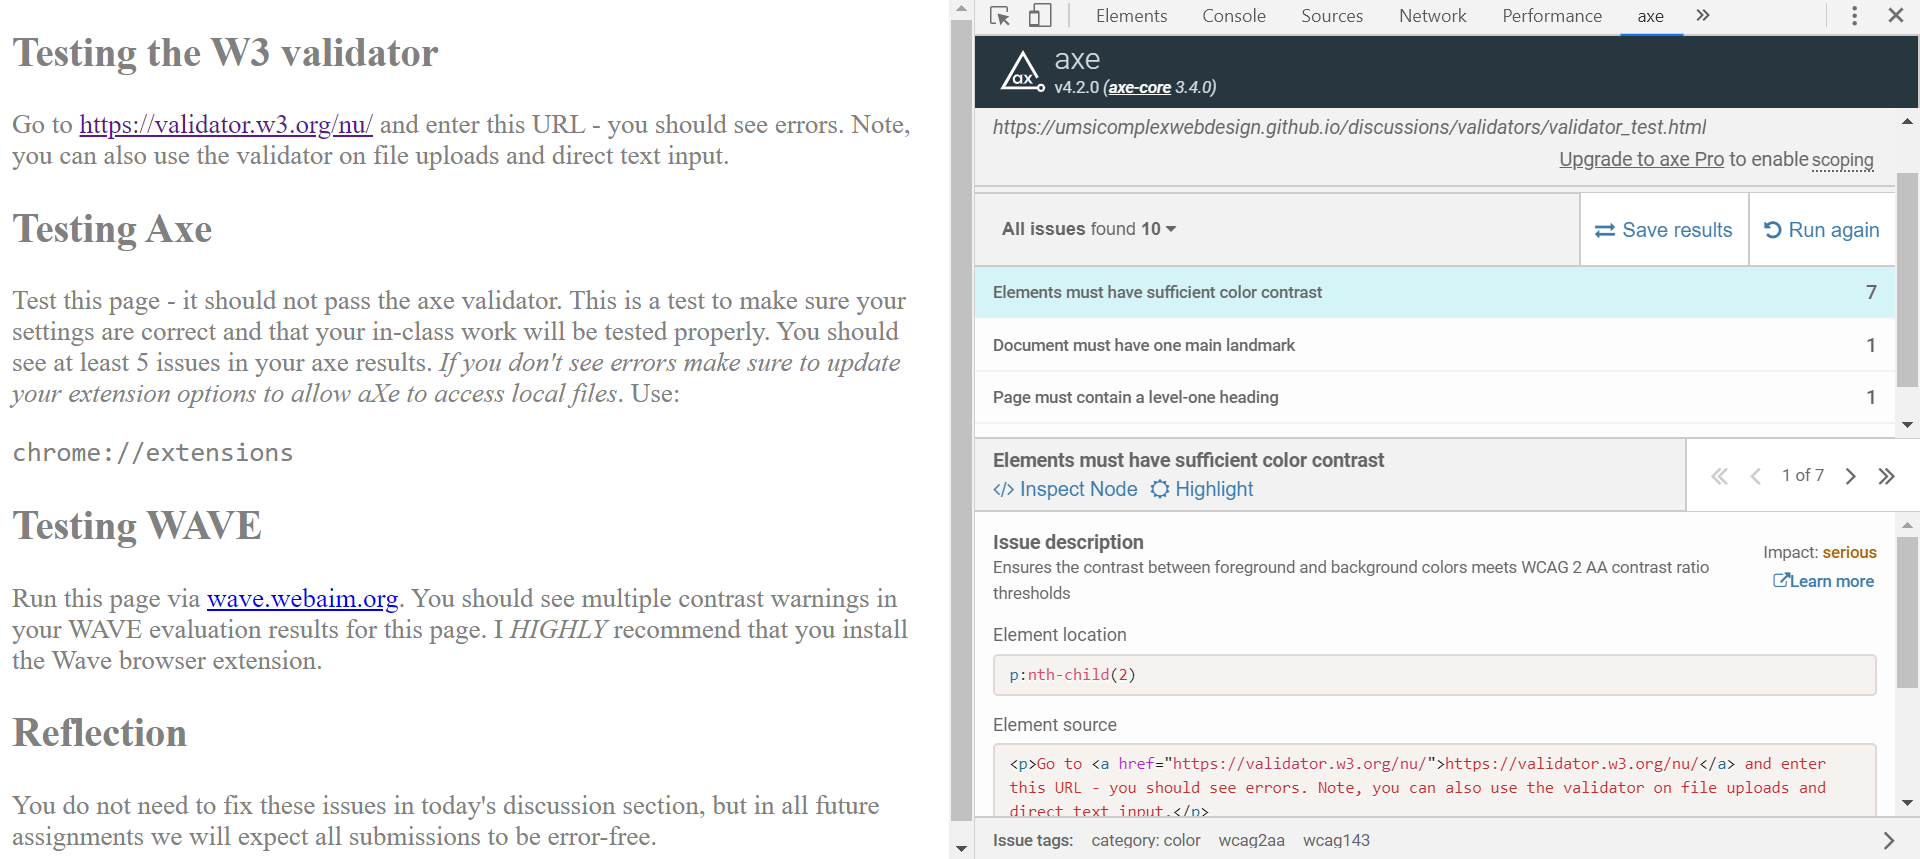 Testing the W3 validator
Go to https://validator.w3.org/nu/ and enter this URL - you should see errors. Note,
you can also use the validator on file uploads and direct text input.
Testing Axe
Test this page - it should not pass the axe validator. This is a test to make sure your
settings are correct and that your in-class work will be tested properly. You should
see at least 5 issues in your axe results. If you don't see errors make sure to update
your extension options to allow aXe to access local files. Use:
chrome://extensions
Testing WAVE
Run this page via wave.webaim.org. You should see multiple contrast warnings in
your WAVE evaluation results for this page. I HIGHLY recommend that you install
the Wave browser extension.
Reflection
You do not need to fix these issues in today's discussion section, but in all future
assignments we will expect all submissions to be error-free.
Elements Console Sources Network Performance axe
ax
axe
v4.2.0 (axe-core 3.4.0)
https://umsicomplexwebdesign.github.io/discussions/validators/validator_test.html
Upgrade to axe Pro to enable scoping
All issues found 10
Save results
Run again
Elements must have sufficient color contrast 7
Document must have one main landmark 1
Page must contain a level-one heading 1
Elements must have sufficient color contrast
</> Inspect Node Highlight
1 of 7
Issue description
Impact: serious
Ensures the contrast between foreground and background colors meets WCAG 2 AA contrast ratio
thresholds
Learn more
Element location
p:nth-child(2)
Element source
<p>Go to <a href="https://validator.w3.org/nu/">https://validator.w3.org/nu/</a> and enter
this URL - you should see errors. Note, you can also use the validator on file uploads and
direct text input.</p>
Issue tags: category: color wcag2aa wcag143